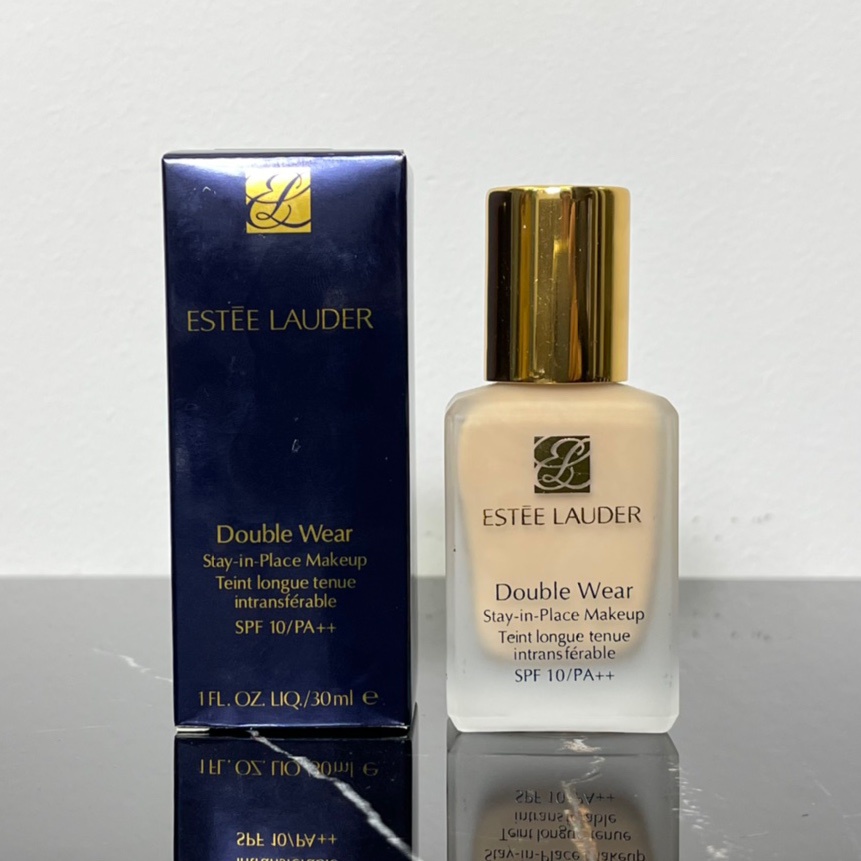 ESTĒE LAUDER
Double Wear
Stay-in-Place Makeup
Teint longue tenue
intransférable
SPF 10/PA++
1 FL. OZ. LIQ./30ml ℮
ESTĒE LAUDER
Double Wear
Stay-in-Place Makeup
Teint longue tenue
intransférable
SPF 10/PA++